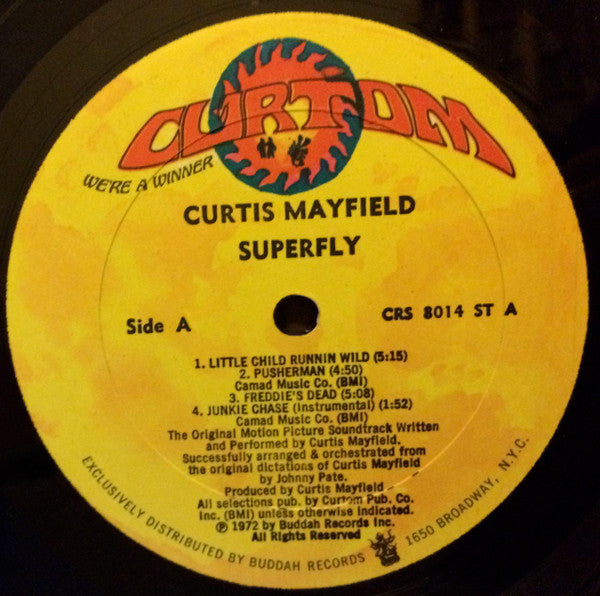 CURTOM
WE'RE A WINNER
CURTIS MAYFIELD
SUPERFLY
Side A
CRS 8014 ST A
1. LITTLE CHILD RUNNIN WILD (5:15)
2. PUSHERMAN (4:50)
Camad Music Co. (BMI)
3. FREDDIE'S DEAD (5:08)
4. JUNKIE CHASE (Instrumental) (1:52)
Camad Music Co. (BMI)
The Original Motion Picture Soundtrack Written
and Performed by Curtis Mayfield.
Successfully arranged & orchestrated from
the original dictations of Curtis Mayfield
by Johnny Pate.
Produced by Curtis Mayfield
All selections pub. by Curtom Pub. Co.
Inc. (BMI) unless otherwise indicated.
℗ 1972 by Buddah Records Inc.
All Rights Reserved
EXCLUSIVELY DISTRIBUTED BY BUDDAH RECORDS 1650 BROADWAY, N.Y.C.